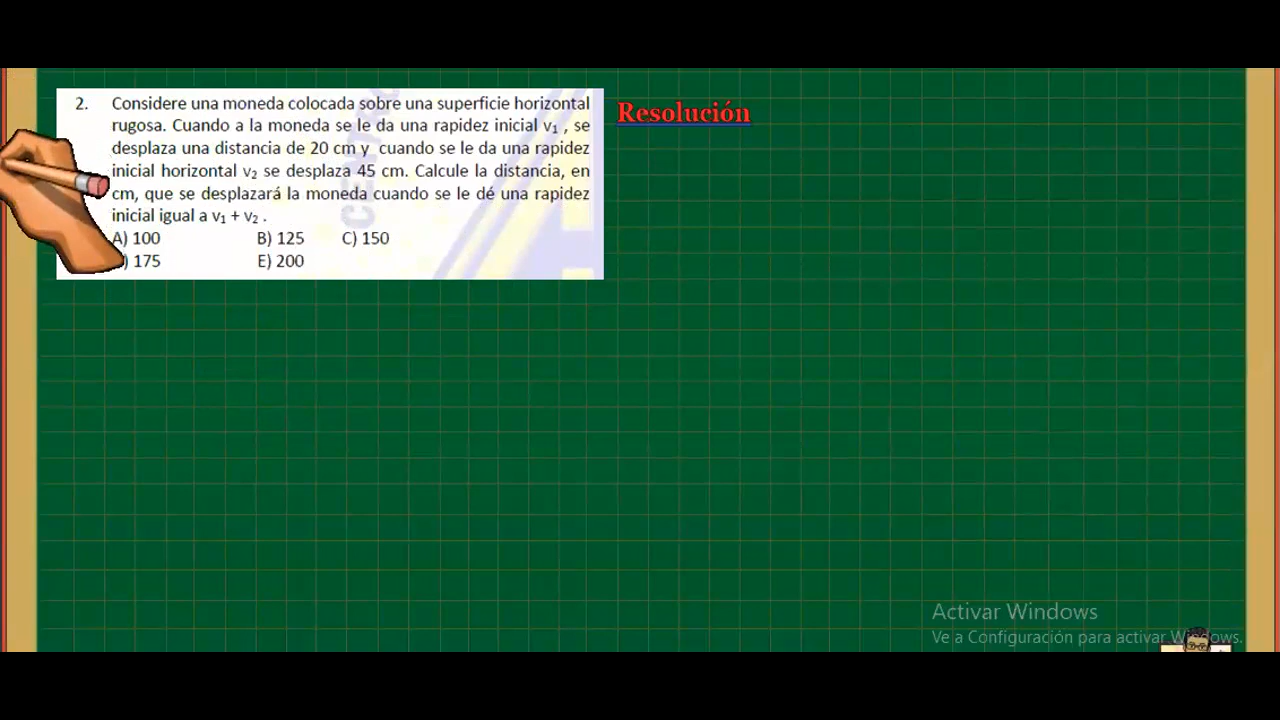 2. Considere una moneda colocada sobre una superficie horizontal
rugosa. Cuando a la moneda se le da una rapidez inicial v₁ , se
desplaza una distancia de 20 cm y cuando se le da una rapidez
inicial horizontal v₂ se desplaza 45 cm. Calcule la distancia, en
cm, que se desplazará la moneda cuando se le dé una rapidez
inicial igual a v₁ + v₂ .
A) 100 B) 125 C) 150
) 175 E) 200
Resolución
CENTRO
Activar Windows
Ve a Configuración para activar Windows.